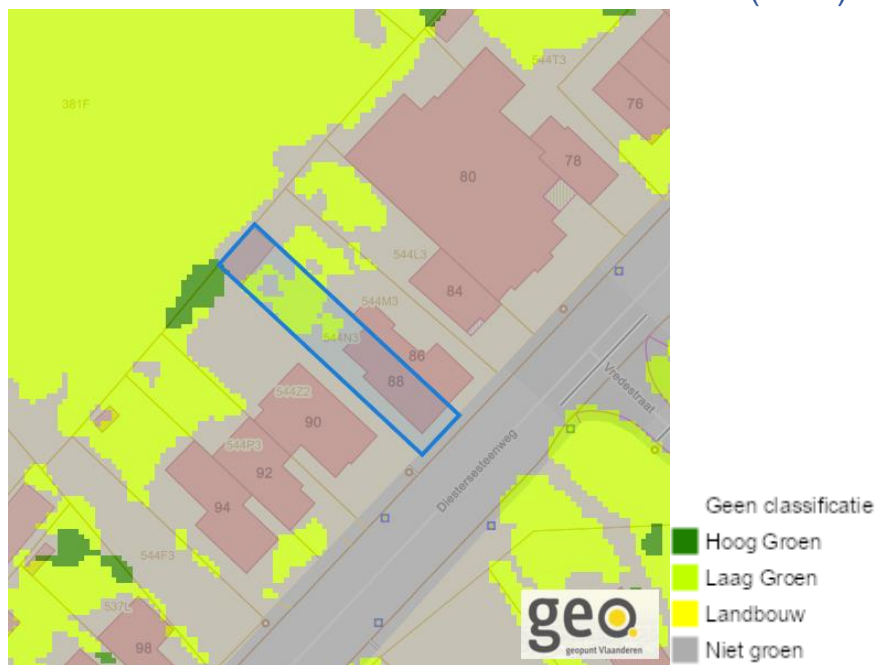 381F
544T3
76
78
80
544L3
84
544M3
544N3
86
88
Vredestraat
544Z2
90
Diestersesteenweg
544P3
92
94
544F3
537L
98
geo
geopunt Vlaanderen
Geen classificatie
Hoog Groen
Laag Groen
Landbouw
Niet groen